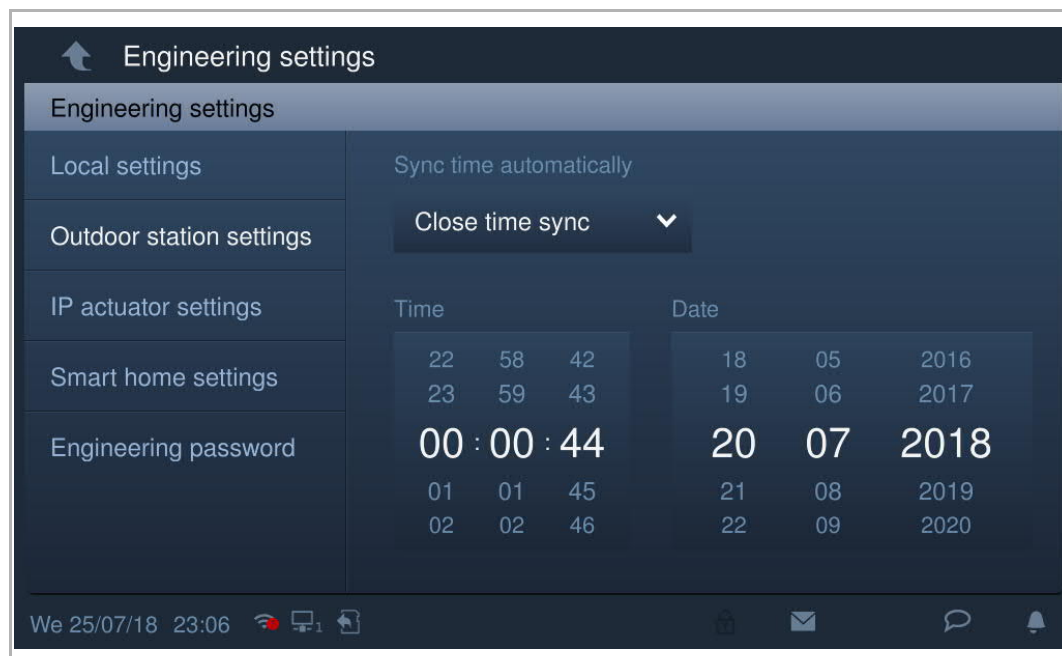 Engineering settings
Engineering settings
Local settings
Outdoor station settings
IP actuator settings
Smart home settings
Engineering password
Sync time automatically
Close time sync
Time
Date
22 58 42 18 05 2016
23 59 43 19 06 2017
00 : 00 : 44 20 07 2018
01 01 45 21 08 2019
02 02 46 22 09 2020
We 25/07/18 23:06 1